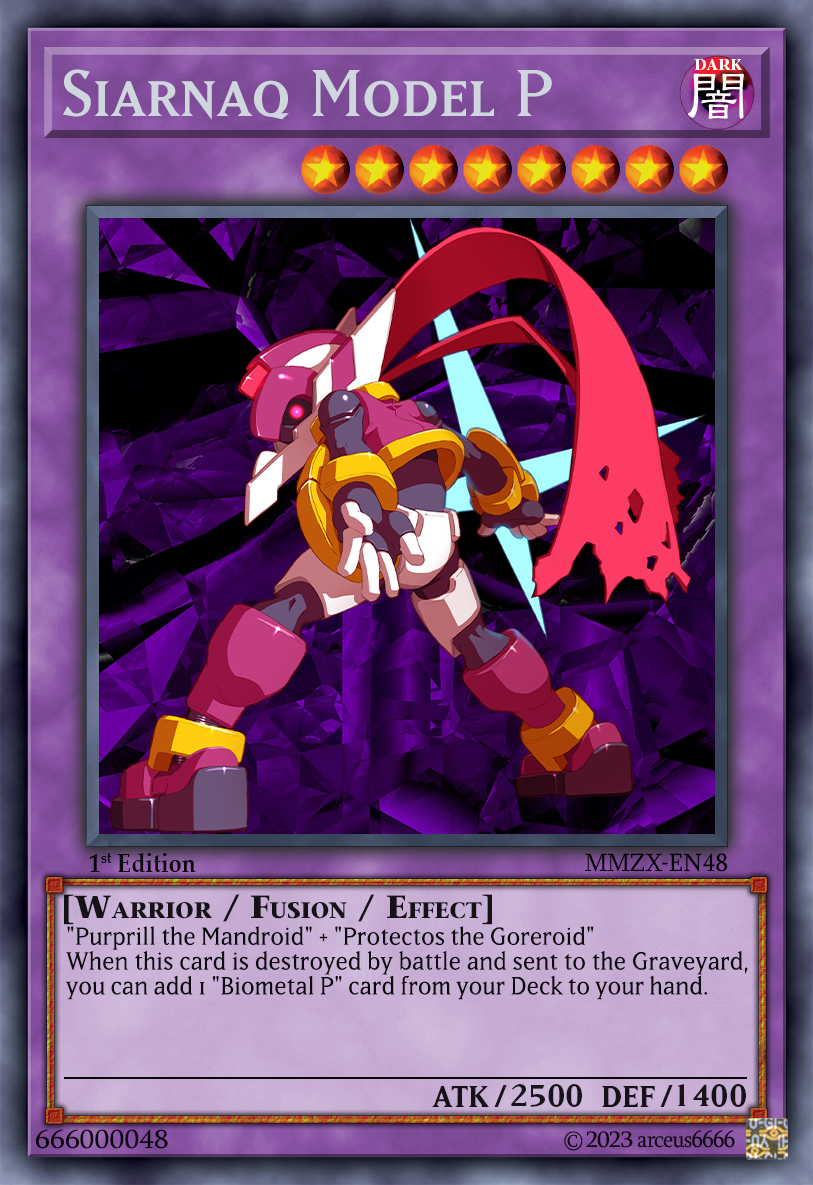 Siarnaq Model P
DARK
闇
1st Edition
MMZX-EN48
[Warrior / Fusion / Effect]
"Purprill the Mandroid" + "Protectos the Goreroid"
When this card is destroyed by battle and sent to the Graveyard,
you can add 1 "Biometal P" card from your Deck to your hand.
ATK/2500 DEF/1400
666000048
©2023 arceus6666